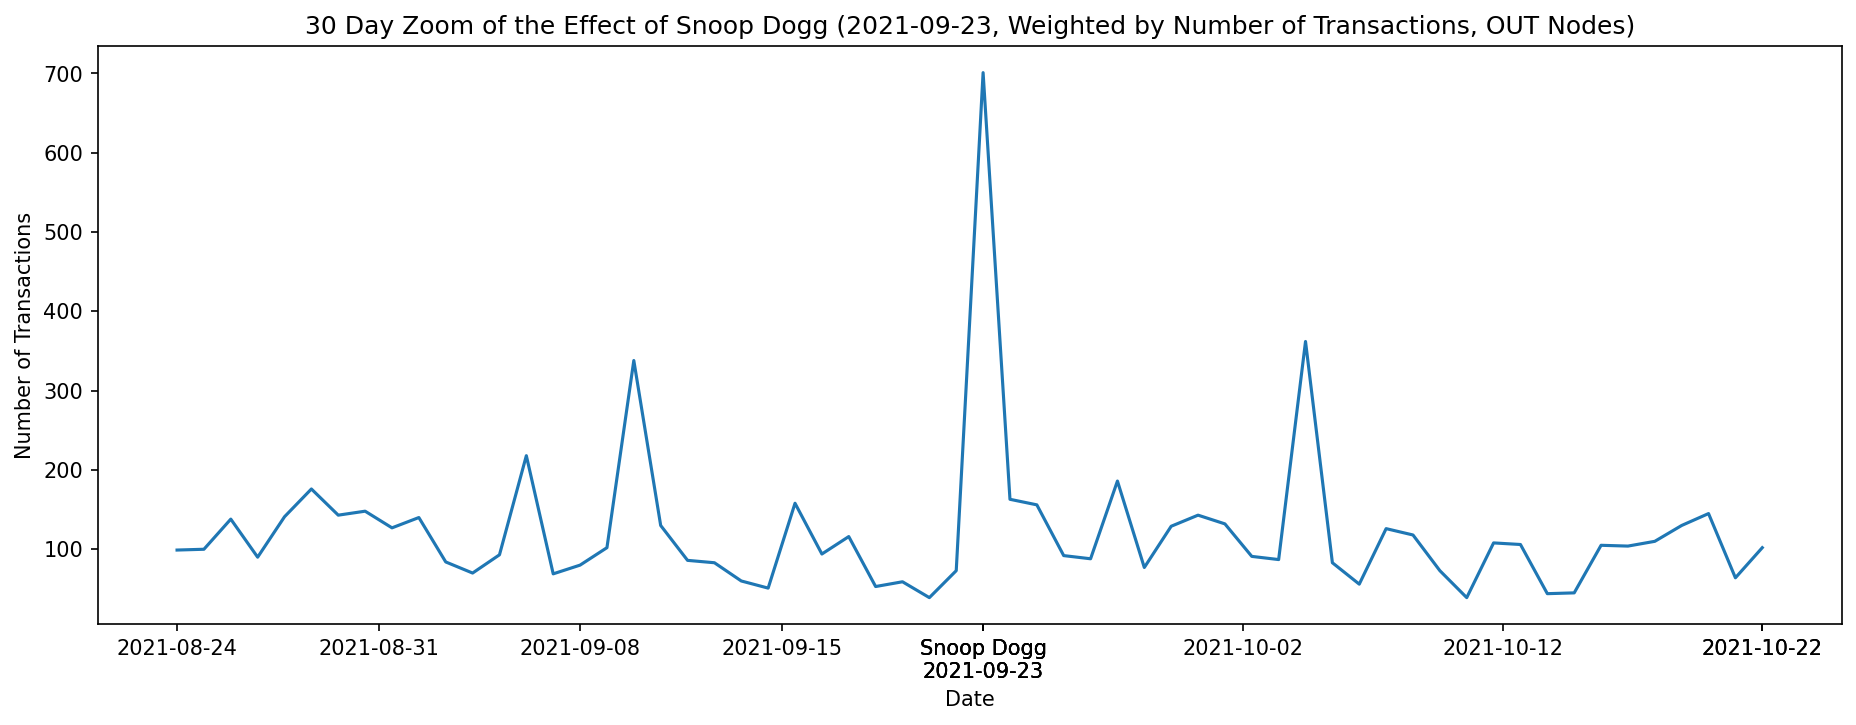 30 Day Zoom of the Effect of Snoop Dogg (2021-09-23, Weighted by Number of Transactions, OUT Nodes)
Number of Transactions
700
600
500
400
300
200
100
2021-08-24 2021-08-31 2021-09-08 2021-09-15 Snoop Dogg 2021-10-02 2021-10-12 2021-10-22
2021-09-23
Date